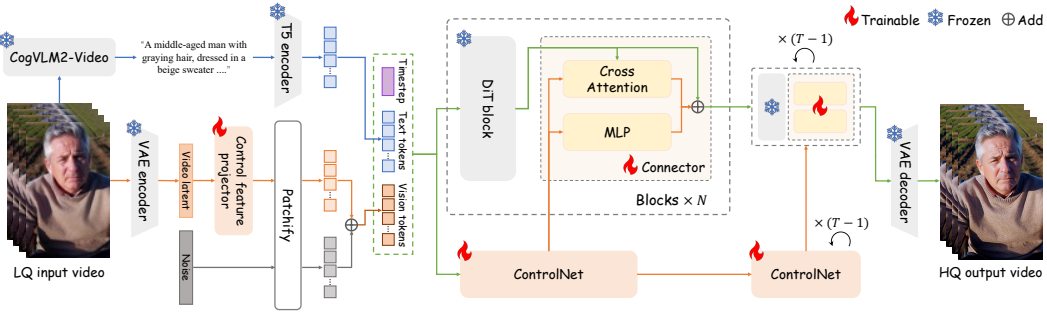 Trainable
Frozen
Add
CogVLM2-Video
"A middle-aged man with
graying hair, dressed in a
beige sweater ...."
T5 encoder
Timestep
Text tokens
Vision tokens
DiT block
Cross
Attention
MLP
Connector
Blocks × N
× (T − 1)
VAE encoder
Video latent
Control feature
projector
Patchify
Noise
LQ input video
ControlNet
ControlNet
× (T − 1)
VAE decoder
HQ output video